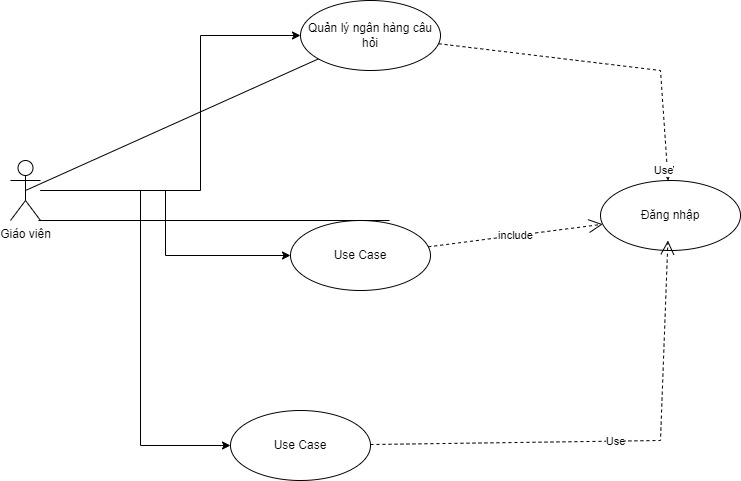 Quản lý ngân hàng câu
hỏi
Use
Đăng nhập
Giáo viên
include
Use Case
Use Case
Use